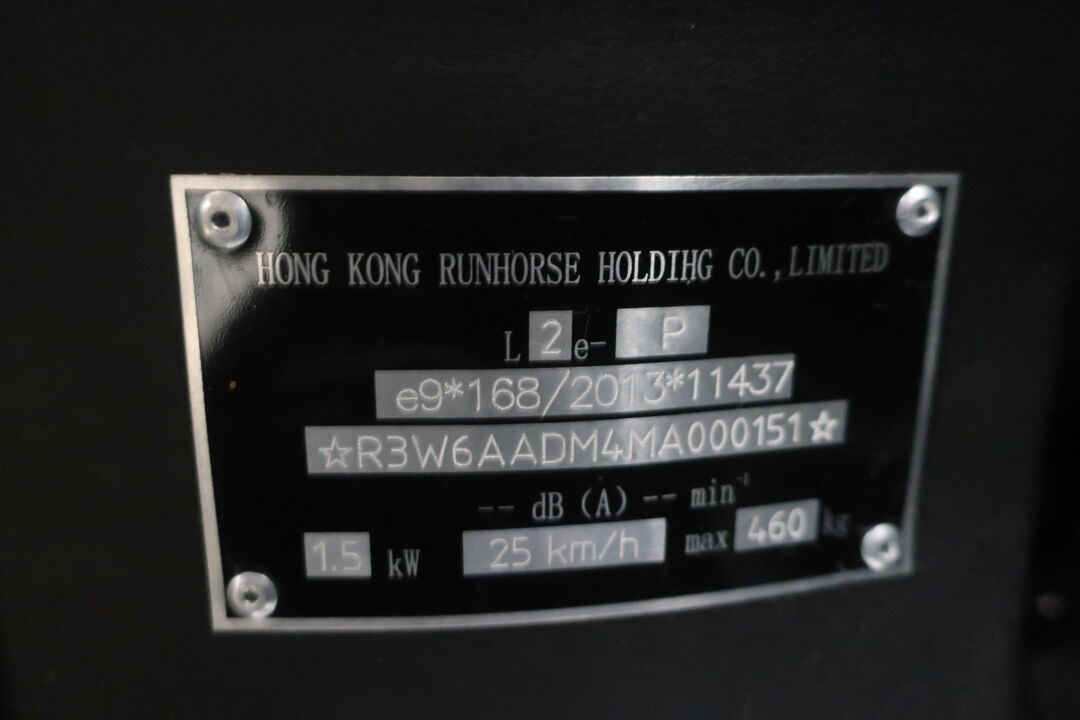 HONG KONG RUNHORSE HOLDIHG CO.,LIMITED
L 2 e- P
e9*168/2013*11437
☆R3W6AADM4MA000151☆
-- dB (A) -- min⁻¹
1.5 kW 25 km/h max 460 kg